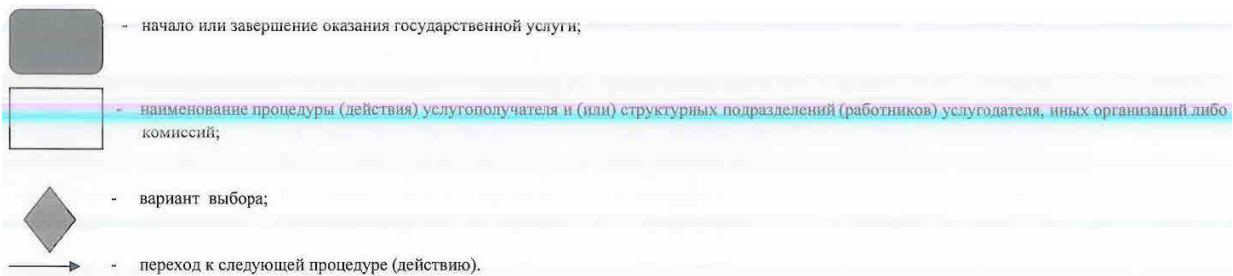 - начало или завершение оказания государственной услуги;
- наименование процедуры (действия) услугополучателя и (или) структурных подразделений (работников) услугодателя, иных организаций либо
комиссий;
- вариант выбора;
- переход к следующей процедуре (действию).